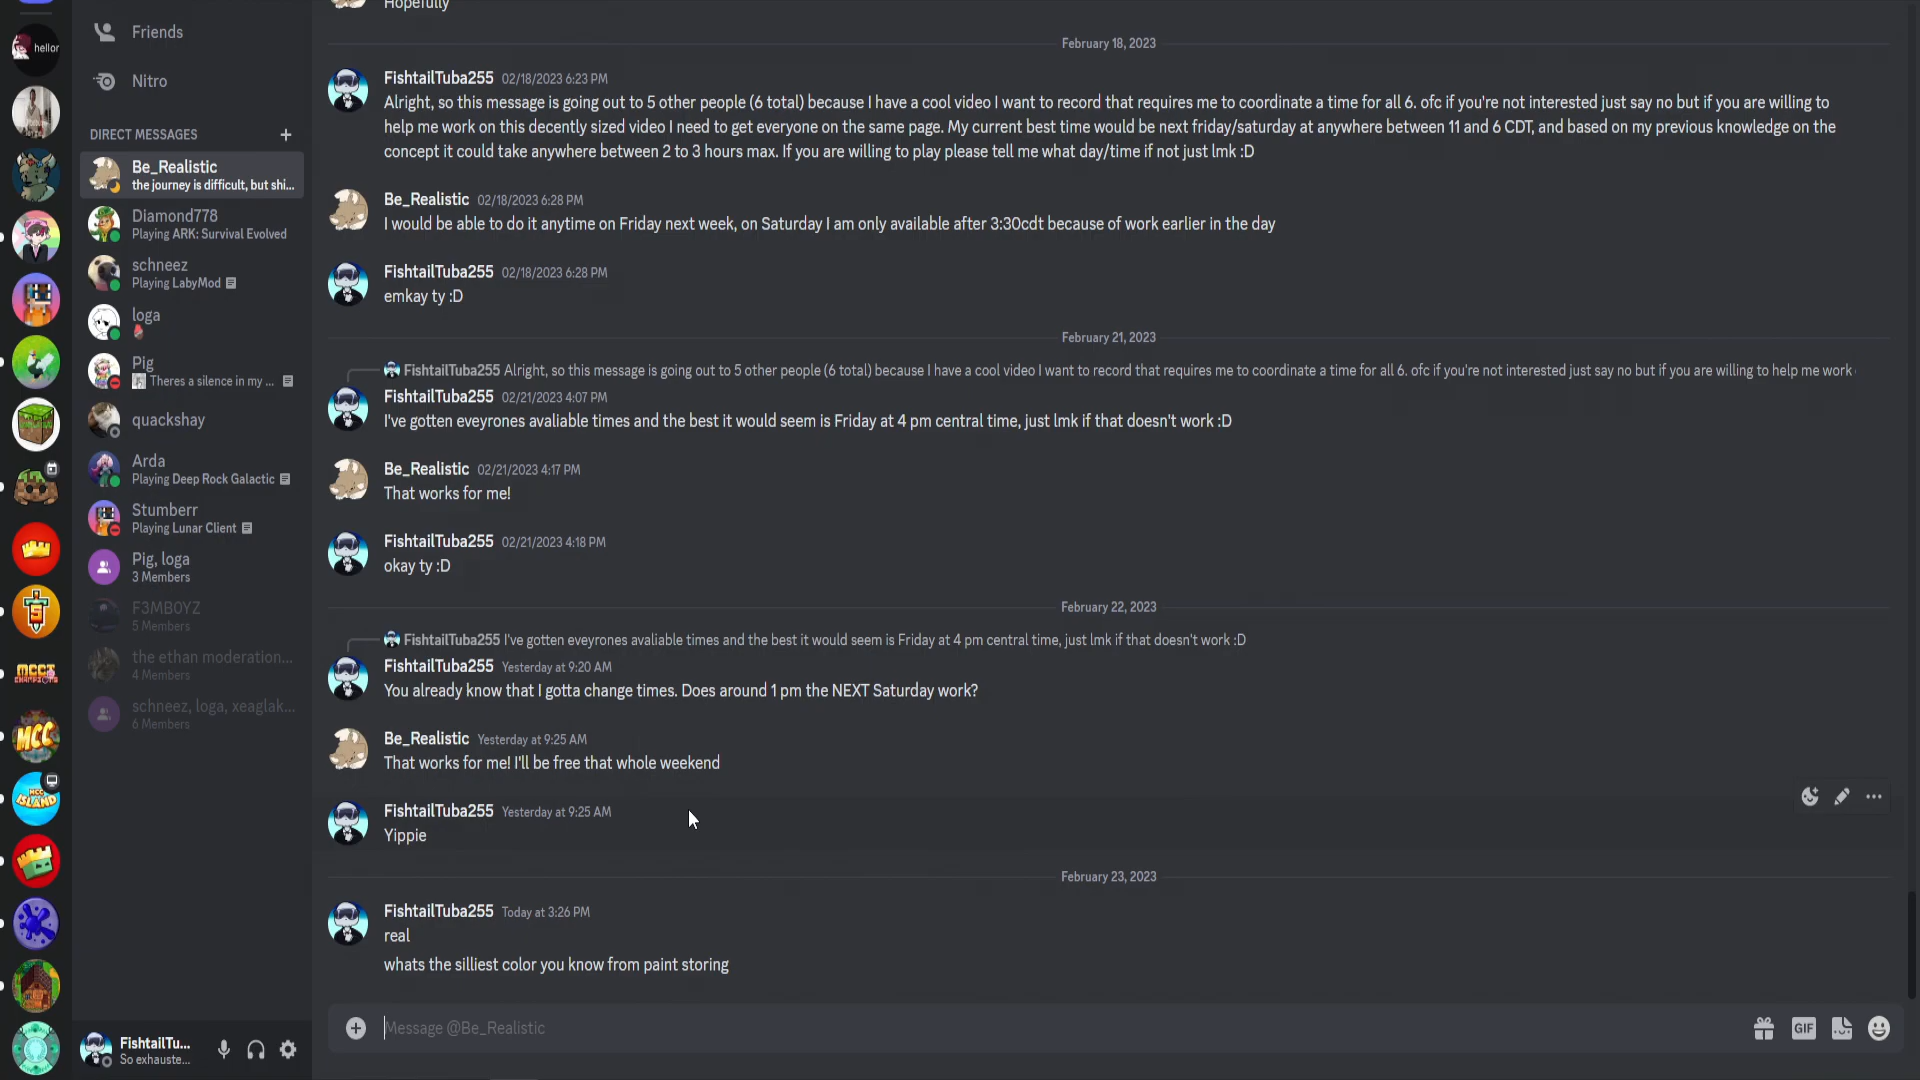 hellor
Friends
Nitro
DIRECT MESSAGES
Be_Realistic
the journey is difficult, but shi...
Diamond778
Playing ARK: Survival Evolved
schneez
Playing LabyMod
loga
Pig
Theres a silence in my ...
quackshay
Arda
Playing Deep Rock Galactic
Stumberr
Playing Lunar Client
Pig, loga
3 Members
F3MB0YZ
5 Members
the ethan moderation...
4 Members
schneez, loga, xeaglak...
6 Members
MCC
MCC
ISLAND
FishtailTu...
So exhauste...
Hopefully
February 18, 2023
FishtailTuba255 02/18/2023 6:23 PM
Alright, so this message is going out to 5 other people (6 total) because I have a cool video I want to record that requires me to coordinate a time for all 6. ofc if you're not interested just say no but if you are willing to
help me work on this decently sized video I need to get everyone on the same page. My current best time would be next friday/saturday at anywhere between 11 and 6 CDT, and based on my previous knowledge on the
concept it could take anywhere between 2 to 3 hours max. If you are willing to play please tell me what day/time if not just lmk :D
Be_Realistic 02/18/2023 6:28 PM
I would be able to do it anytime on Friday next week, on Saturday I am only available after 3:30cdt because of work earlier in the day
FishtailTuba255 02/18/2023 6:28 PM
emkay ty :D
February 21, 2023
FishtailTuba255 Alright, so this message is going out to 5 other people (6 total) because I have a cool video I want to record that requires me to coordinate a time for all 6. ofc if you're not interested just say no but if you are willing to help me work
FishtailTuba255 02/21/2023 4:07 PM
I've gotten eveyrones avaliable times and the best it would seem is Friday at 4 pm central time, just lmk if that doesn't work :D
Be_Realistic 02/21/2023 4:17 PM
That works for me!
FishtailTuba255 02/21/2023 4:18 PM
okay ty :D
February 22, 2023
FishtailTuba255 I've gotten eveyrones avaliable times and the best it would seem is Friday at 4 pm central time, just lmk if that doesn't work :D
FishtailTuba255 Yesterday at 9:20 AM
You already know that I gotta change times. Does around 1 pm the NEXT Saturday work?
Be_Realistic Yesterday at 9:25 AM
That works for me! I'll be free that whole weekend
FishtailTuba255 Yesterday at 9:25 AM
Yippie
February 23, 2023
FishtailTuba255 Today at 3:26 PM
real
whats the silliest color you know from paint storing
Message @Be_Realistic
GIF